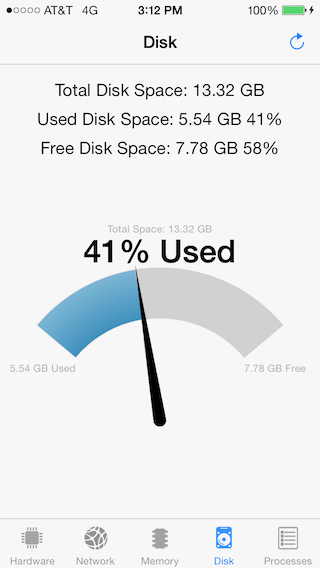 AT&T 4G 3:12 PM 100%
Disk
Total Disk Space: 13.32 GB
Used Disk Space: 5.54 GB 41%
Free Disk Space: 7.78 GB 58%
Total Space: 13.32 GB
41% Used
5.54 GB Used 7.78 GB Free
Hardware Network Memory Disk Processes